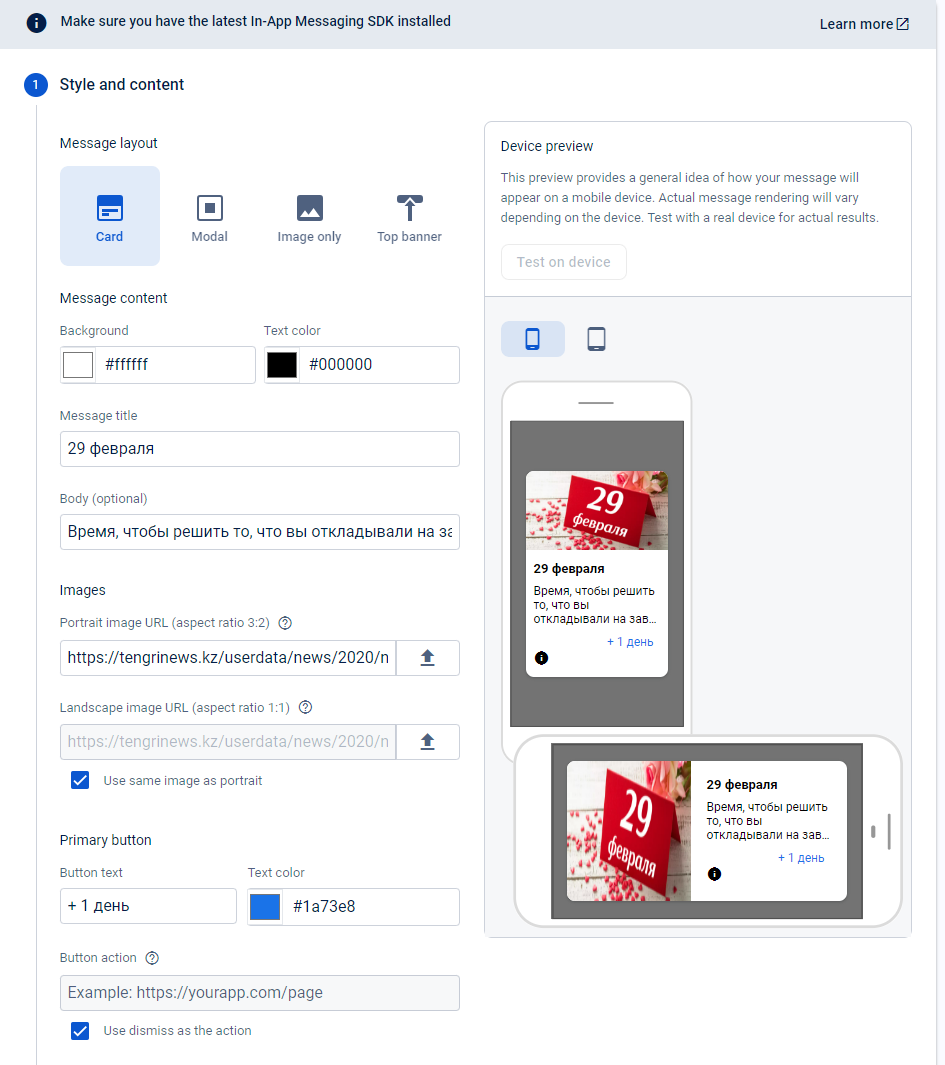 Make sure you have the latest In-App Messaging SDK installed
Learn more
1
Style and content
Message layout
Card
Modal
Image only
Top banner
Message content
Background
Text color
#ffffff
#000000
Message title
29 февраля
Body (optional)
Время, чтобы решить то, что вы откладывали на за
Images
Portrait image URL (aspect ratio 3:2)
https://tengrinews.kz/userdata/news/2020/n
Landscape image URL (aspect ratio 1:1)
https://tengrinews.kz/userdata/news/2020/n
Use same image as portrait
Primary button
Button text
Text color
+ 1 день
#1a73e8
Button action
Example: https://yourapp.com/page
Use dismiss as the action
Device preview
This preview provides a general idea of how your message will
appear on a mobile device. Actual message rendering will vary
depending on the device. Test with a real device for actual results.
Test on device
29
февраля
29 февраля
Время, чтобы решить
то, что вы
откладывали на зав...
+ 1 день
29
февраля
29 февраля
Время, чтобы решить
то, что вы
откладывали на зав...
+ 1 день